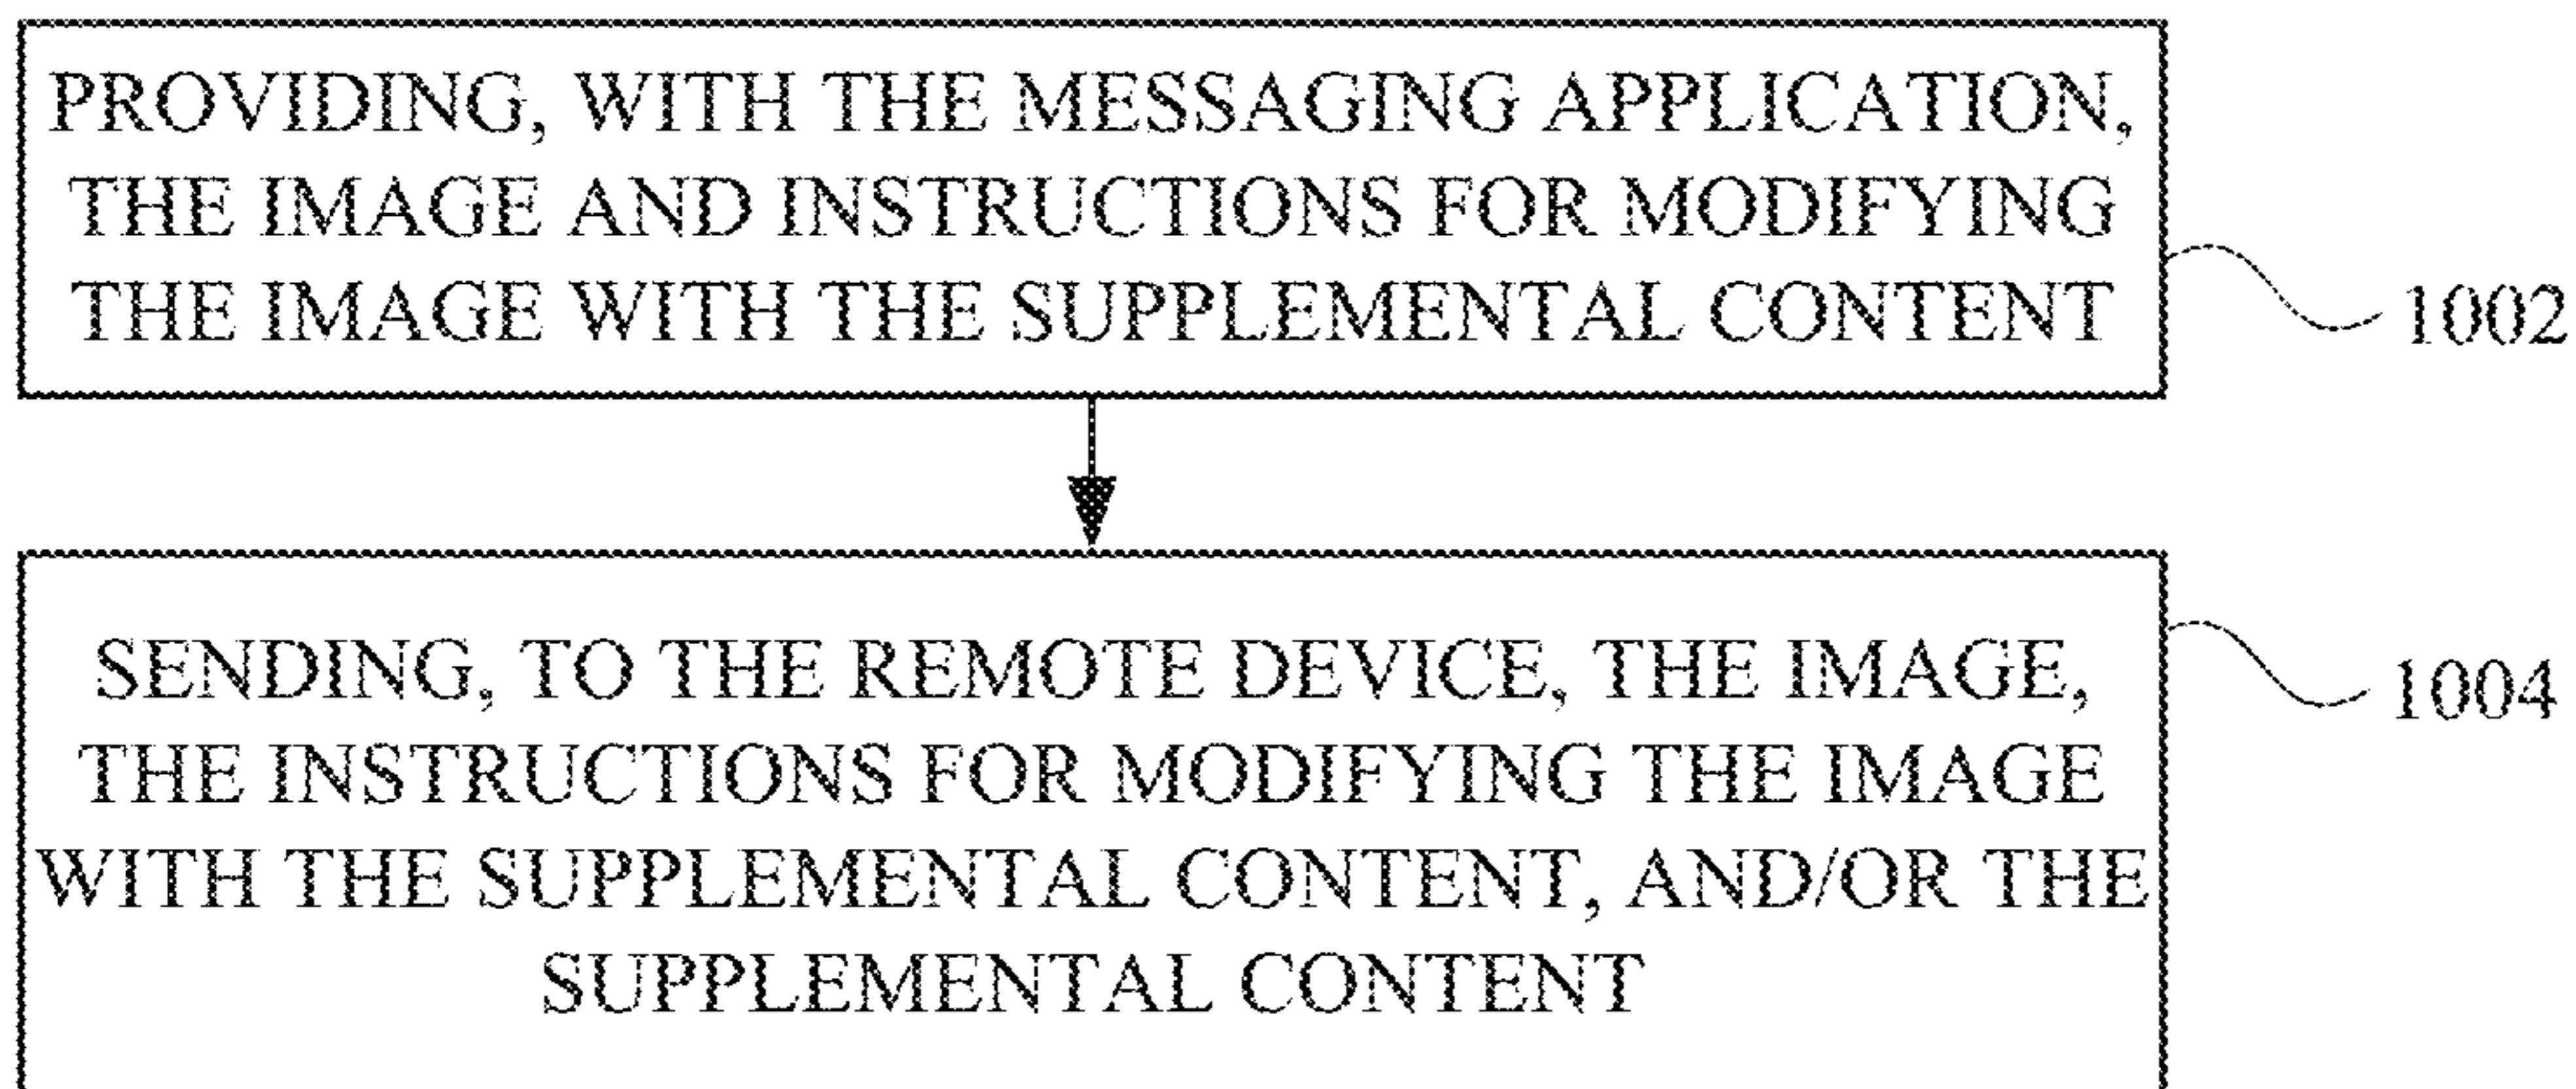 PROVIDING, WITH THE MESSAGING APPLICATION,
THE IMAGE AND INSTRUCTIONS FOR MODIFYING
THE IMAGE WITH THE SUPPLEMENTAL CONTENT
1002
SENDING, TO THE REMOTE DEVICE, THE IMAGE,
THE INSTRUCTIONS FOR MODIFYING THE IMAGE
WITH THE SUPPLEMENTAL CONTENT, AND/OR THE
SUPPLEMENTAL CONTENT
1004